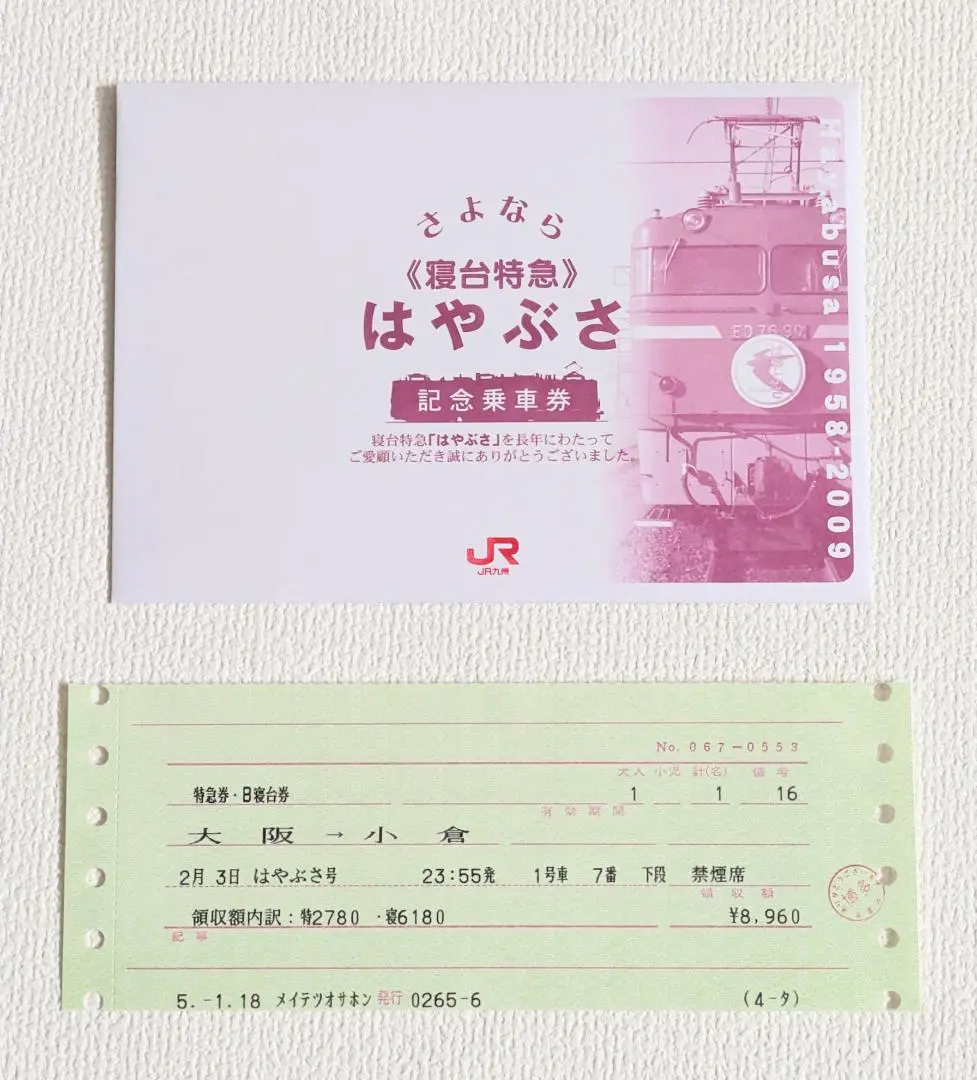 さよなら
《寝台特急》
はやぶさ
記念乗車券
寝台特急「はやぶさ」を長年にわたって
ご愛顧いただき誠にありがとうございました。
JR
JR九州
Hayabusa 1958-2009
ED76 90
No. 067-0553
大人 小児 計(名) 備考
特急券・B寝台券 1 1 16
有効期間
大阪→小倉
2月 3日 はやぶさ号 23:55発 1号車 7番 下段 禁煙席
領収額
領収額内訳:特2780 ・寝6180 ¥8,960
記事
博多
5.-1.18 メイテツオサホン発行 0265-6 (4-タ)